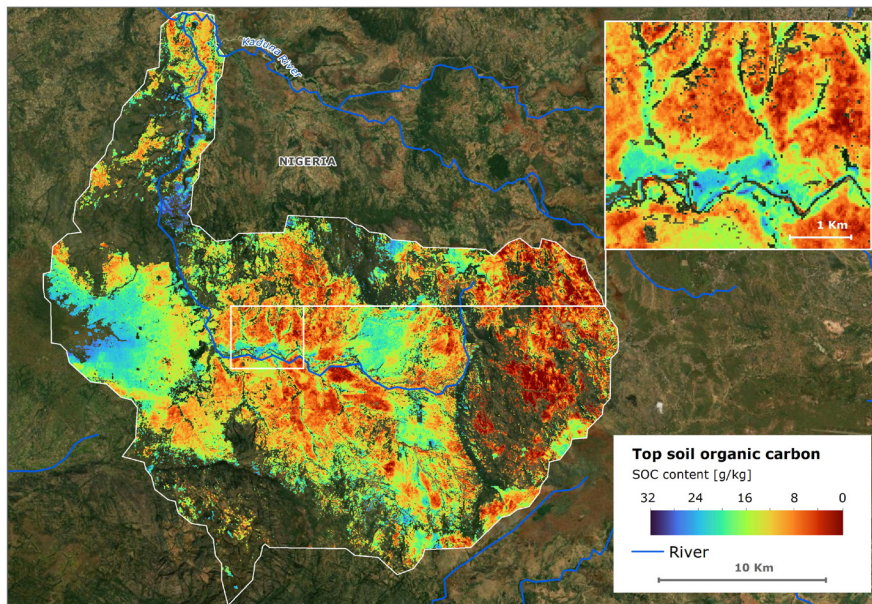 Kaduna River
NIGERIA
1 Km
Top soil organic carbon
SOC content [g/kg]
32 24 16 8 0
River
10 Km